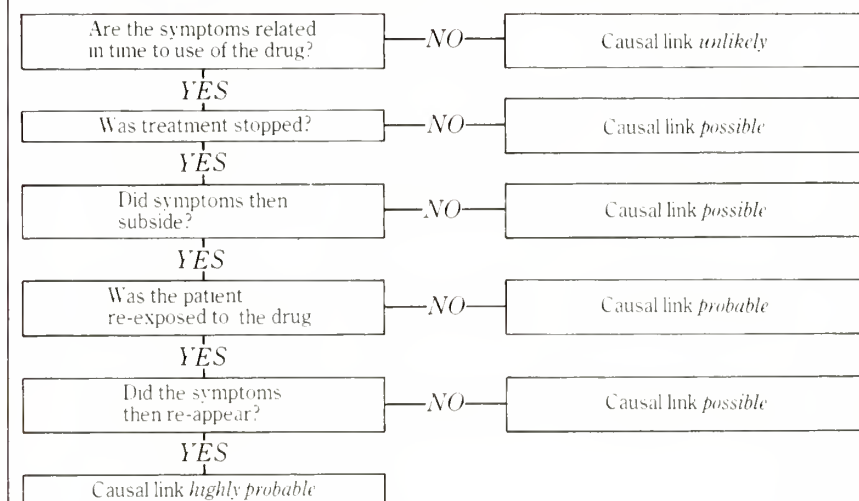 Are the symptoms related
in time to use of the drug?
NO
Causal link unlikely
YES
Was treatment stopped?
NO
Causal link possible
YES
Did symptoms then
subside?
NO
Causal link possible
YES
Was the patient
re-exposed to the drug
NO
Causal link probable
YES
Did the symptoms
then re-appear?
NO
Causal link possible
YES
Causal link highly probable